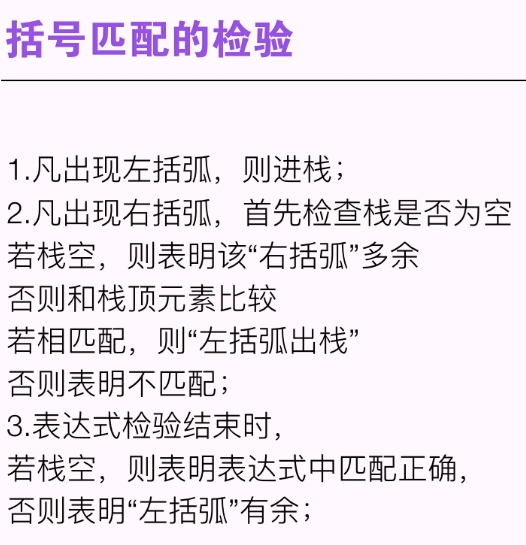 括号匹配的检验
1.凡出现左括弧，则进栈；
2.凡出现右括弧，首先检查栈是否为空
若栈空，则表明该“右括弧”多余
否则和栈顶元素比较
若相匹配，则“左括弧出栈”
否则表明不匹配；
3.表达式检验结束时，
若栈空，则表明表达式中匹配正确，
否则表明“左括弧”有余；